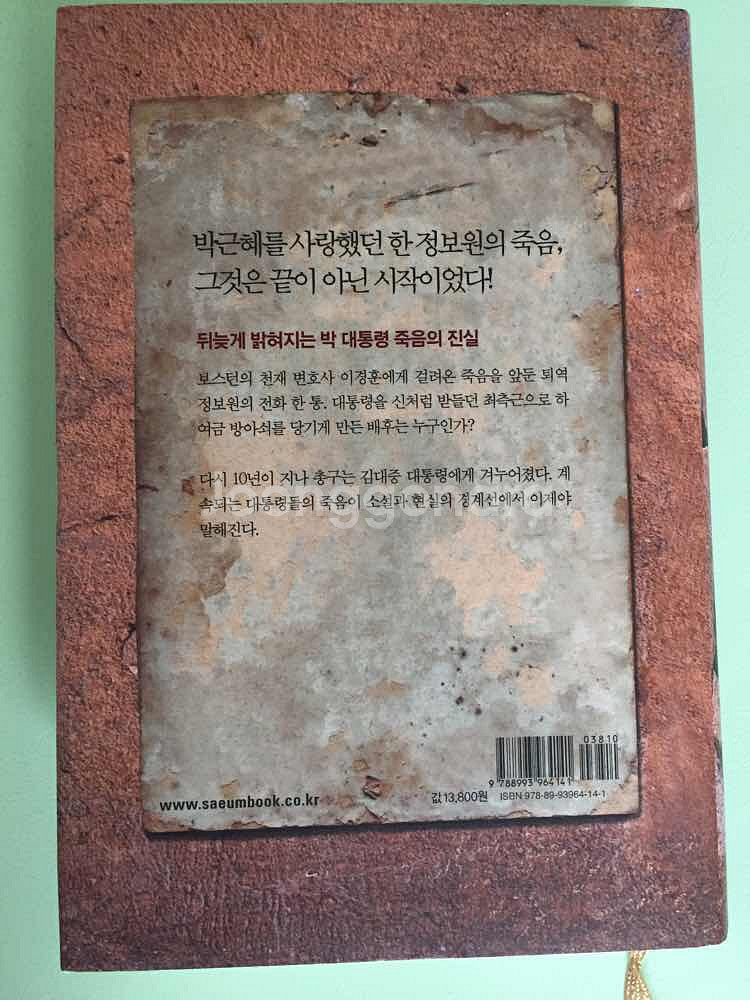 박근혜를 사랑했던 한 정보원의 죽음,
그것은 끝이 아닌 시작이었다!
뒤늦게 밝혀지는 박 대통령 죽음의 진실
보스턴의 천재 변호사 이경훈에게 걸려온 죽음을 앞둔 퇴역
정보원의 전화 한 통. 대통령을 신처럼 받들던 최측근으로 하
여금 방아쇠를 당기게 만든 배후는 누구인가?
다시 10년이 지나 총구는 김대중 대통령에게 겨누어졌다. 계
속되는 대통령들의 죽음이 소설과 현실의 경계선에서 이제야
말해진다.
03810
9 788993 964141
www.saeumbook.co.kr
값 13,800원 ISBN 978-89-93964-14-1